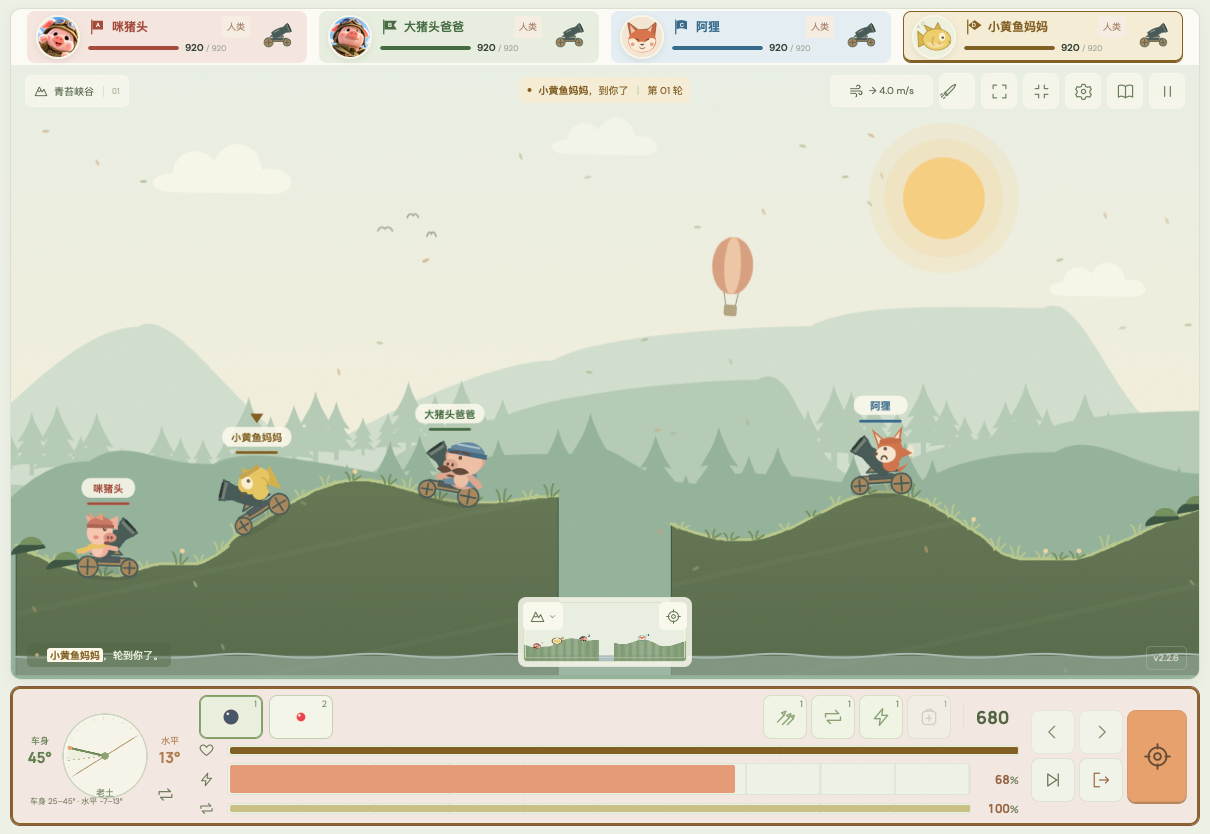 A 咪猪头 人类
920 / 920
B 大猪头爸爸 人类
920 / 920
C 阿狸 人类
920 / 920
D 小黄鱼妈妈 人类
920 / 920
青苔峡谷 01
小黄鱼妈妈，到你了 第 01 轮
→ 4.0 m/s
阿狸
大猪头爸爸
小黄鱼妈妈
咪猪头
小黄鱼妈妈，轮到你了。
v2.2.6
车身
45°
水平
13°
老土
车身 25–45° · 水平 -7–13°
1
2
1
1
1
1
680
68%
100%